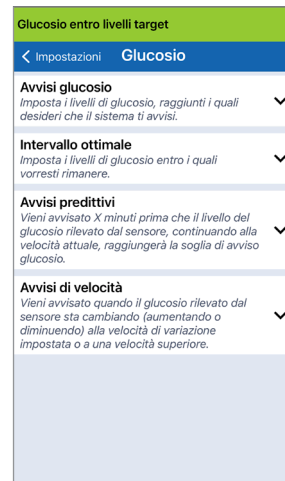 Glucosio entro livelli target
Impostazioni Glucosio
Avvisi glucosio
Imposta i livelli di glucosio, raggiunti i quali
desideri che il sistema ti avvisi.
Intervallo ottimale
Imposta i livelli di glucosio entro i quali
vorresti rimanere.
Avvisi predittivi
Vieni avvisato X minuti prima che il livello del
glucosio rilevato dal sensore, continuando alla
velocità attuale, raggiungerà la soglia di avviso
glucosio.
Avvisi di velocità
Vieni avvisato quando il glucosio rilevato dal
sensore sta cambiando (aumentando o
diminuendo) alla velocità di variazione
impostata o a una velocità superiore.